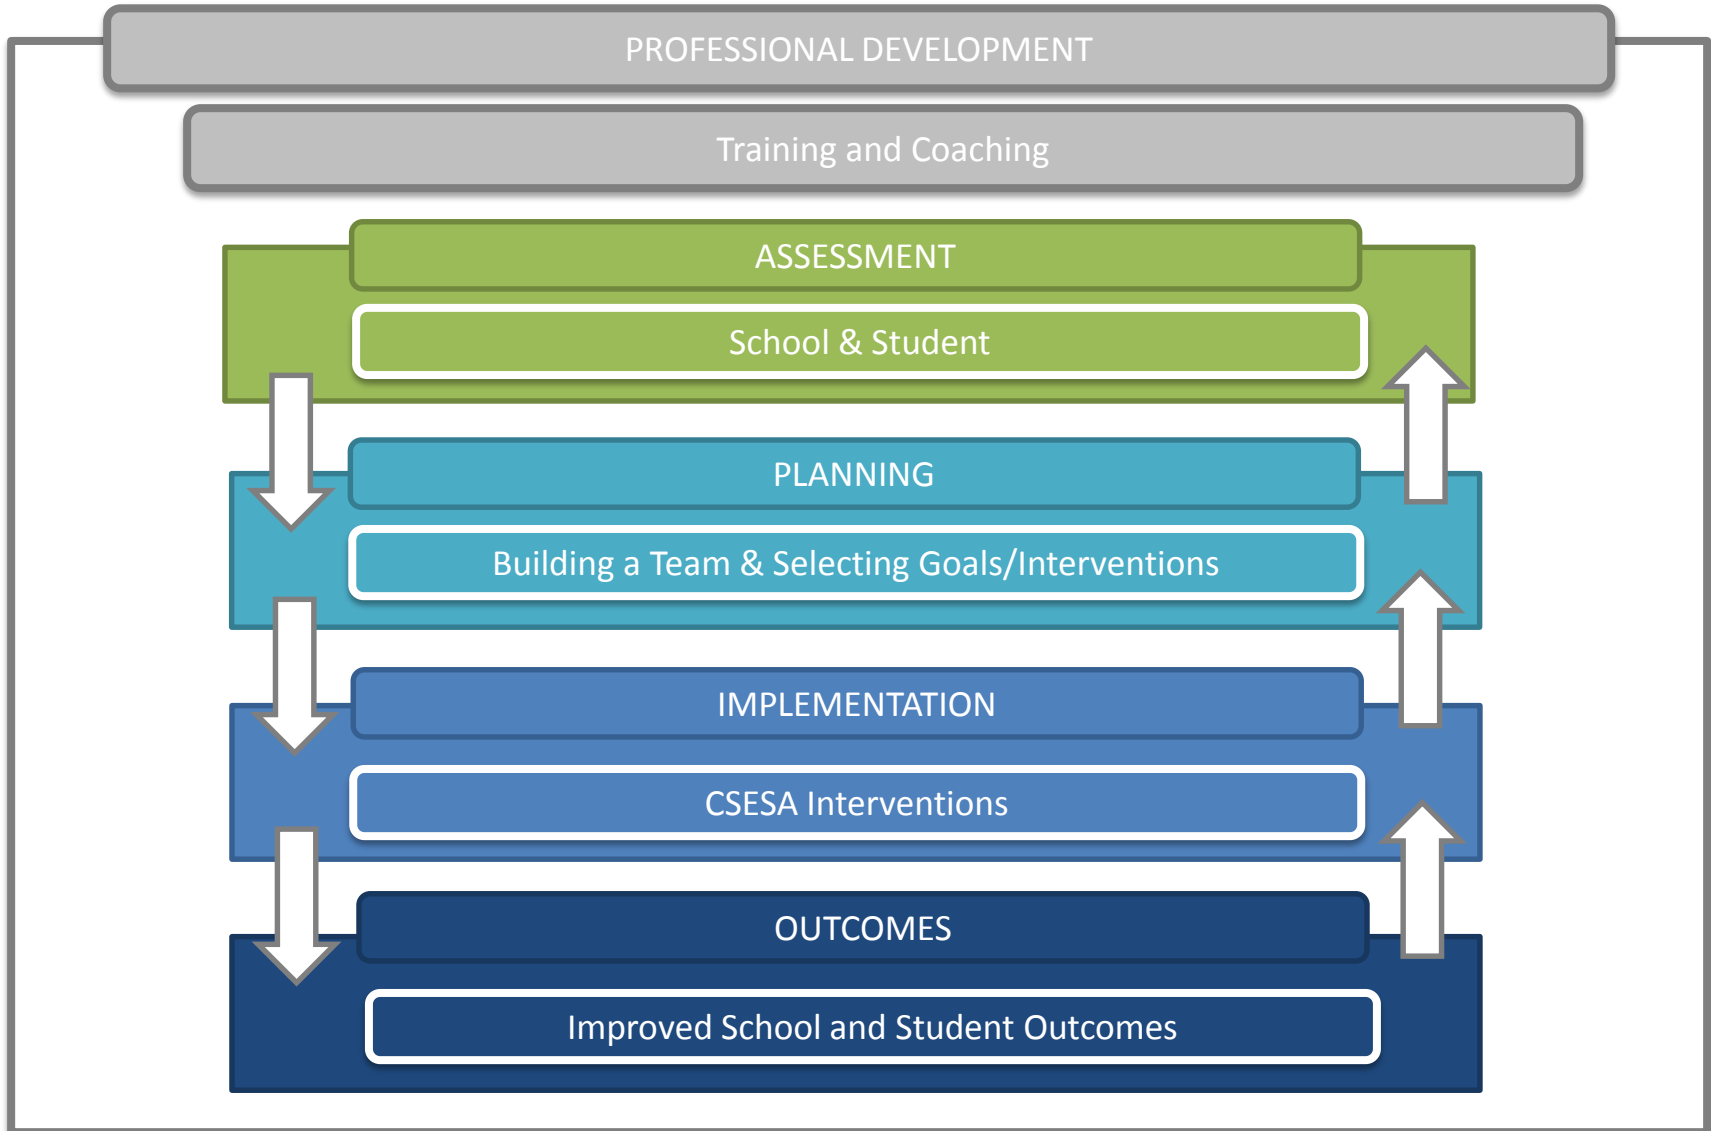 PROFESSIONAL DEVELOPMENT
Training and Coaching
ASSESSMENT
School & Student
PLANNING
Building a Team & Selecting Goals/Interventions
IMPLEMENTATION
CSESA Interventions
OUTCOMES
Improved School and Student Outcomes